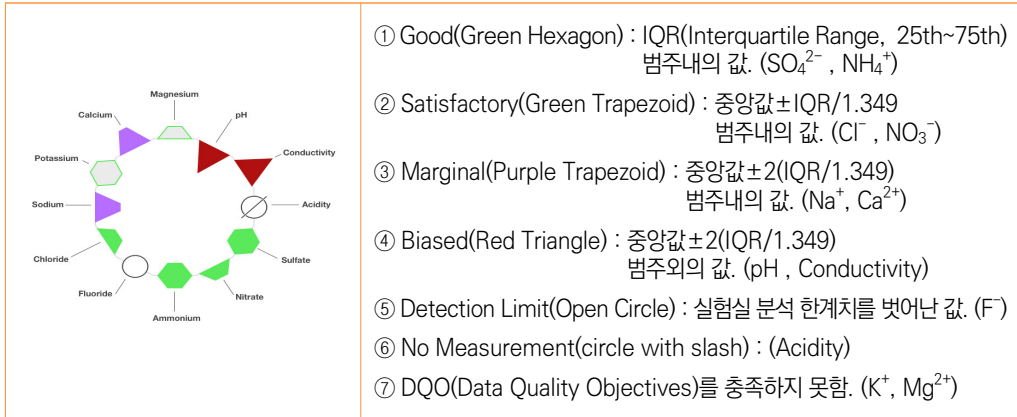 Magnesium
Calcium
pH
Potassium
Conductivity
Sodium
Acidity
Chloride
Sulfate
Fluoride
Nitrate
Ammonium
① Good(Green Hexagon) : IQR(Interquartile Range, 25th~75th)
범주내의 값. (SO₄²⁻ , NH₄⁺)
② Satisfactory(Green Trapezoid) : 중앙값±IQR/1.349
범주내의 값. (Cl⁻ , NO₃⁻)
③ Marginal(Purple Trapezoid) : 중앙값±2(IQR/1.349)
범주내의 값. (Na⁺, Ca²⁺)
④ Biased(Red Triangle) : 중앙값±2(IQR/1.349)
범주외의 값. (pH , Conductivity)
⑤ Detection Limit(Open Circle) : 실험실 분석 한계치를 벗어난 값. (F⁻)
⑥ No Measurement(circle with slash) : (Acidity)
⑦ DQO(Data Quality Objectives)를 충족하지 못함. (K⁺, Mg²⁺)